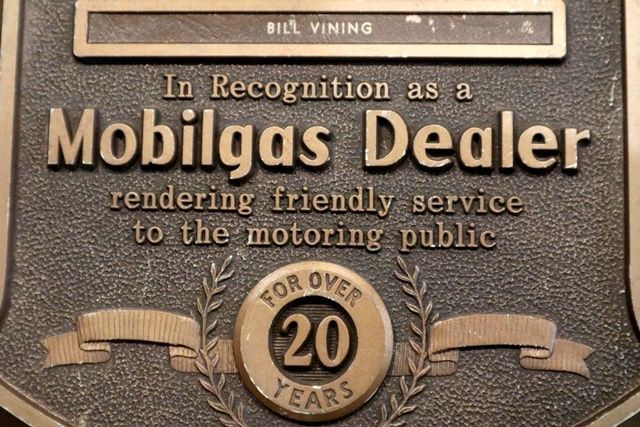 BILL VINING
In Recognition as a
Mobilgas Dealer
rendering friendly service
to the motoring public
FOR OVER
20
YEARS